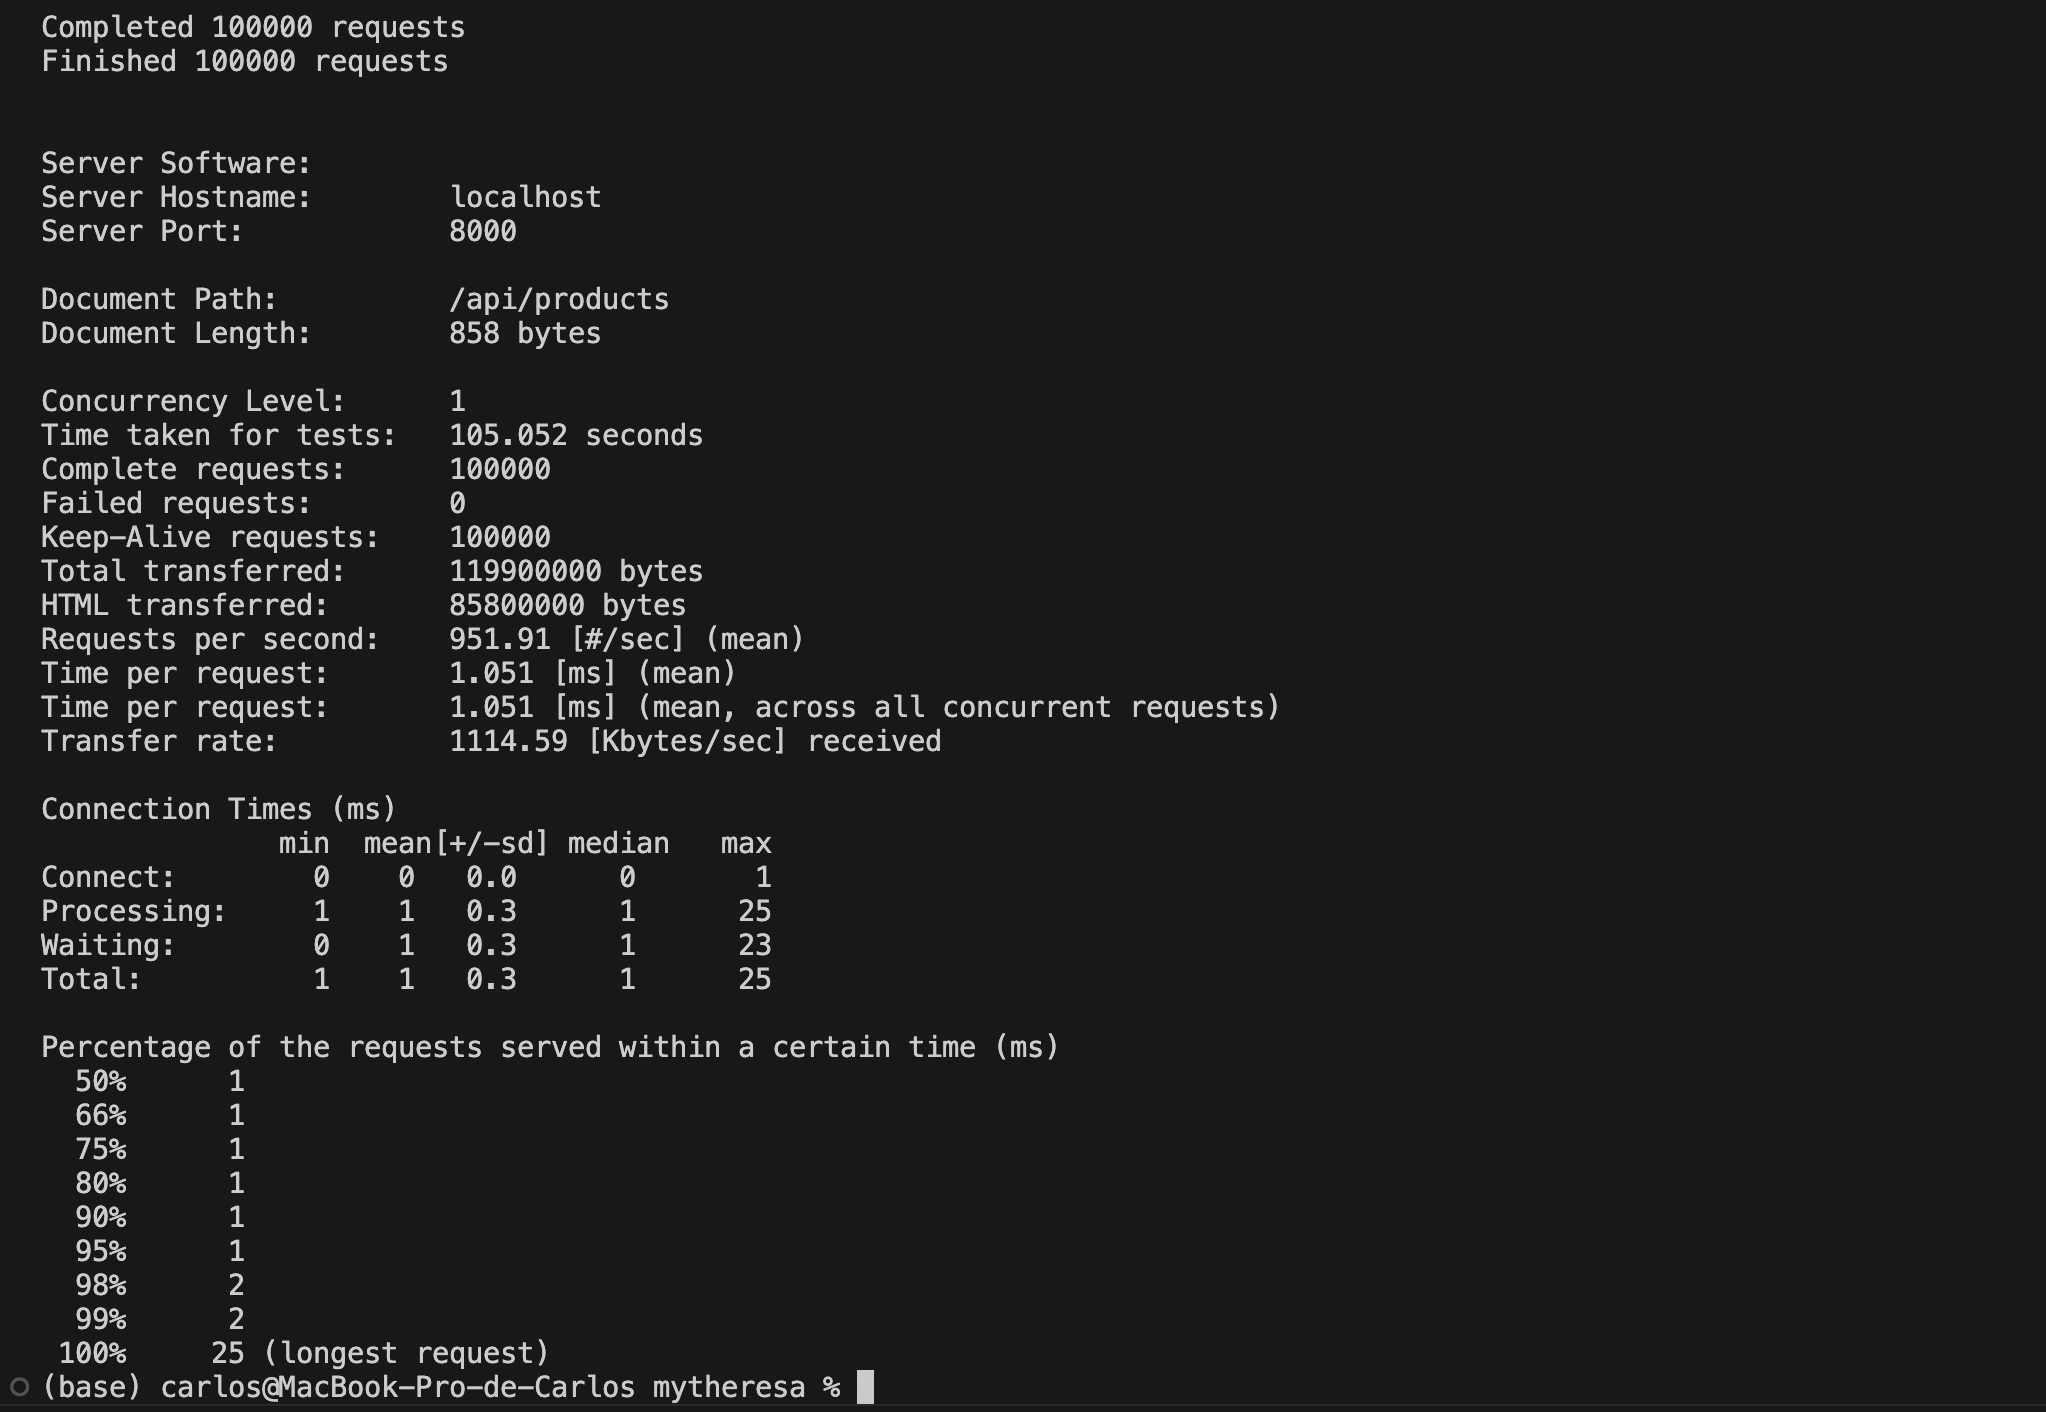 Completed 100000 requests
Finished 100000 requests
Server Software:
Server Hostname: localhost
Server Port: 8000
Document Path: /api/products
Document Length: 858 bytes
Concurrency Level: 1
Time taken for tests: 105.052 seconds
Complete requests: 100000
Failed requests: 0
Keep-Alive requests: 100000
Total transferred: 119900000 bytes
HTML transferred: 85800000 bytes
Requests per second: 951.91 [#/sec] (mean)
Time per request: 1.051 [ms] (mean)
Time per request: 1.051 [ms] (mean, across all concurrent requests)
Transfer rate: 1114.59 [Kbytes/sec] received
Connection Times (ms)
min mean[+/-sd] median max
Connect: 0 0 0.0 0 1
Processing: 1 1 0.3 1 25
Waiting: 0 1 0.3 1 23
Total: 1 1 0.3 1 25
Percentage of the requests served within a certain time (ms)
50% 1
66% 1
75% 1
80% 1
90% 1
95% 1
98% 2
99% 2
100% 25 (longest request)
(base) carlos@MacBook-Pro-de-Carlos mytheresa %